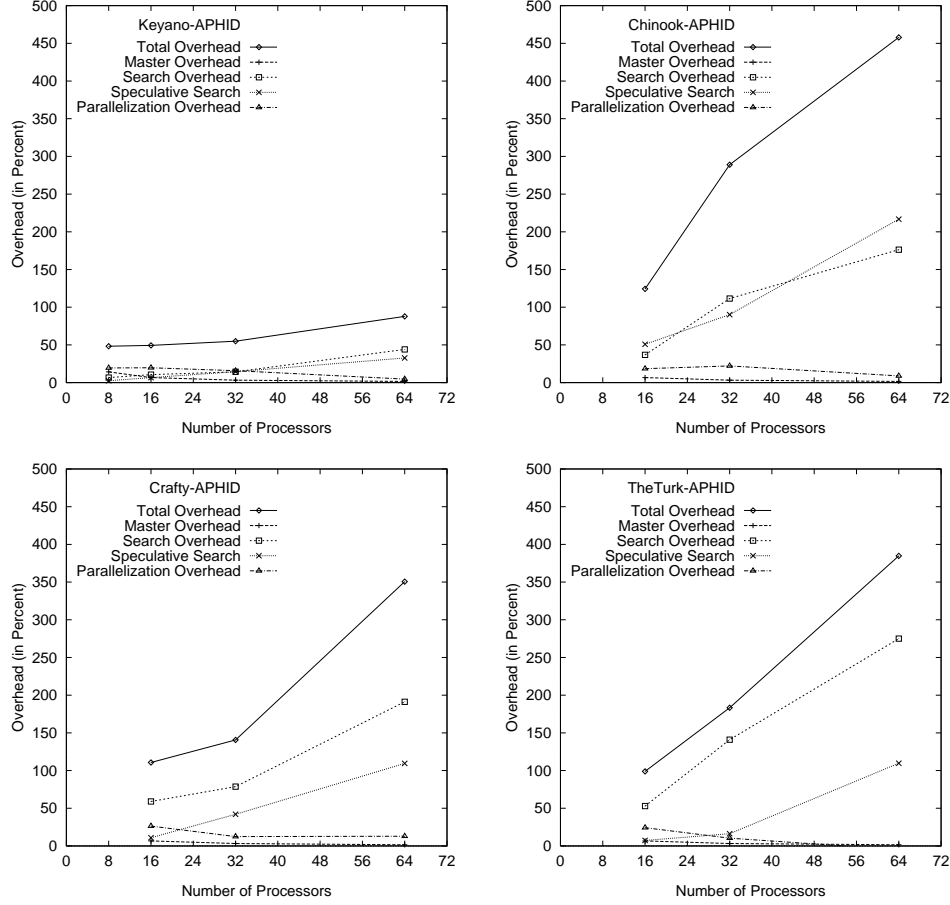 Keyano-APHID
Total Overhead
Master Overhead
Search Overhead
Speculative Search
Parallelization Overhead
500
450
400
350
300
250
200
150
100
50
0
Overhead (in Percent)
0 8 16 24 32 40 48 56 64 72
Number of Processors
Chinook-APHID
Total Overhead
Master Overhead
Search Overhead
Speculative Search
Parallelization Overhead
500
450
400
350
300
250
200
150
100
50
0
Overhead (in Percent)
0 8 16 24 32 40 48 56 64 72
Number of Processors
Crafty-APHID
Total Overhead
Master Overhead
Search Overhead
Speculative Search
Parallelization Overhead
500
450
400
350
300
250
200
150
100
50
0
Overhead (in Percent)
0 8 16 24 32 40 48 56 64 72
Number of Processors
TheTurk-APHID
Total Overhead
Master Overhead
Search Overhead
Speculative Search
Parallelization Overhead
500
450
400
350
300
250
200
150
100
50
0
Overhead (in Percent)
0 8 16 24 32 40 48 56 64 72
Number of Processors